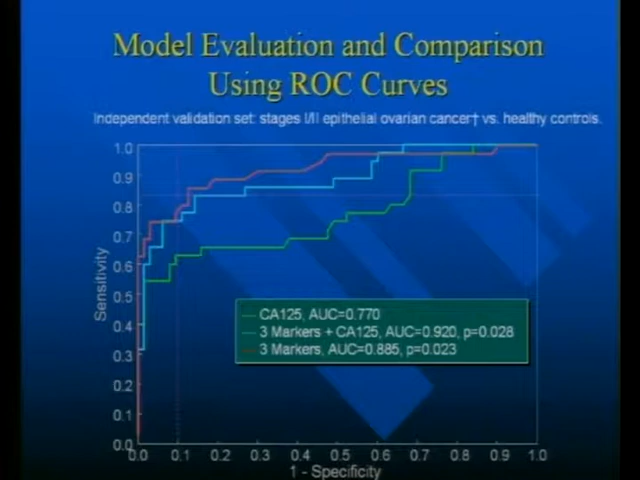 Model Evaluation and Comparison
Using ROC Curves
Independent validation set: stages I/II epithelial ovarian cancer† vs. healthy controls.
1.0
0.9
0.8
0.7
0.6
0.5
0.4
0.3
0.2
0.1
0.0
Sensitivity
CA125, AUC=0.770
3 Markers + CA125, AUC=0.920, p=0.028
3 Markers, AUC=0.885, p=0.023
0.0 0.1 0.2 0.3 0.4 0.5 0.6 0.7 0.8 0.9 1.0
1 - Specificity